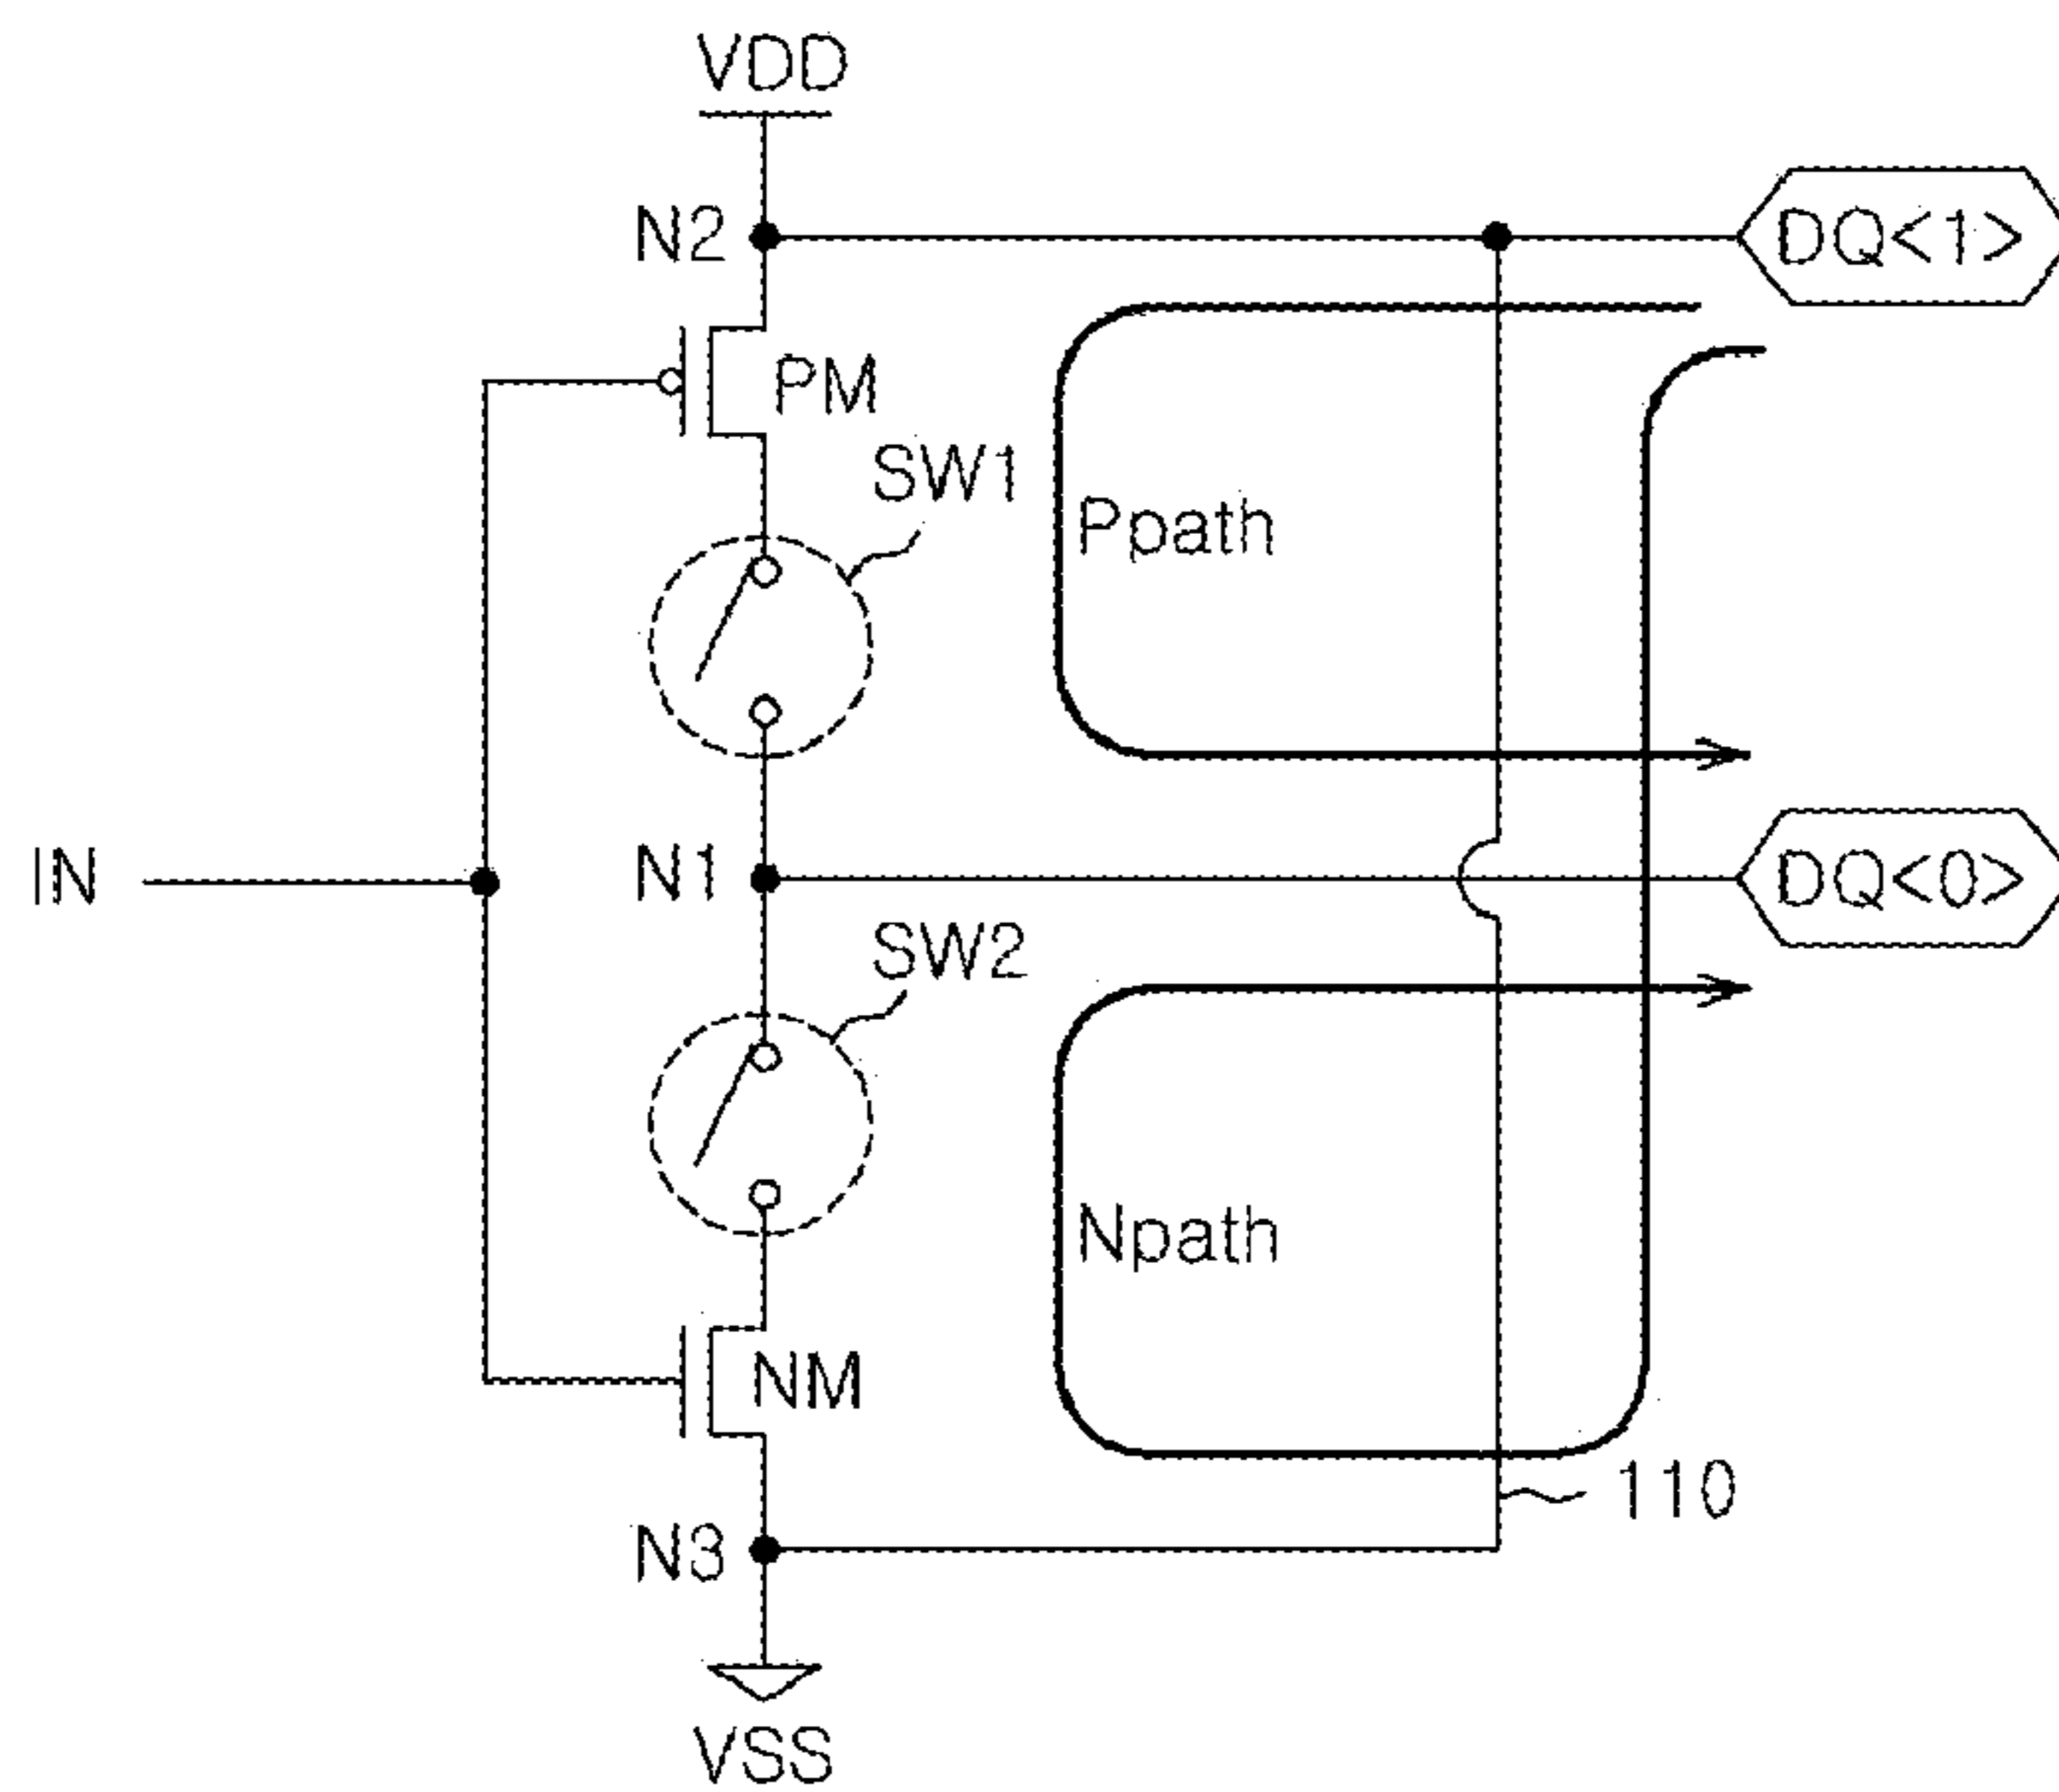 VDD
N2
DQ<1>
PM
SW1
Ppath
IN
N1
DQ<0>
SW2
Npath
NM
110
N3
VSS